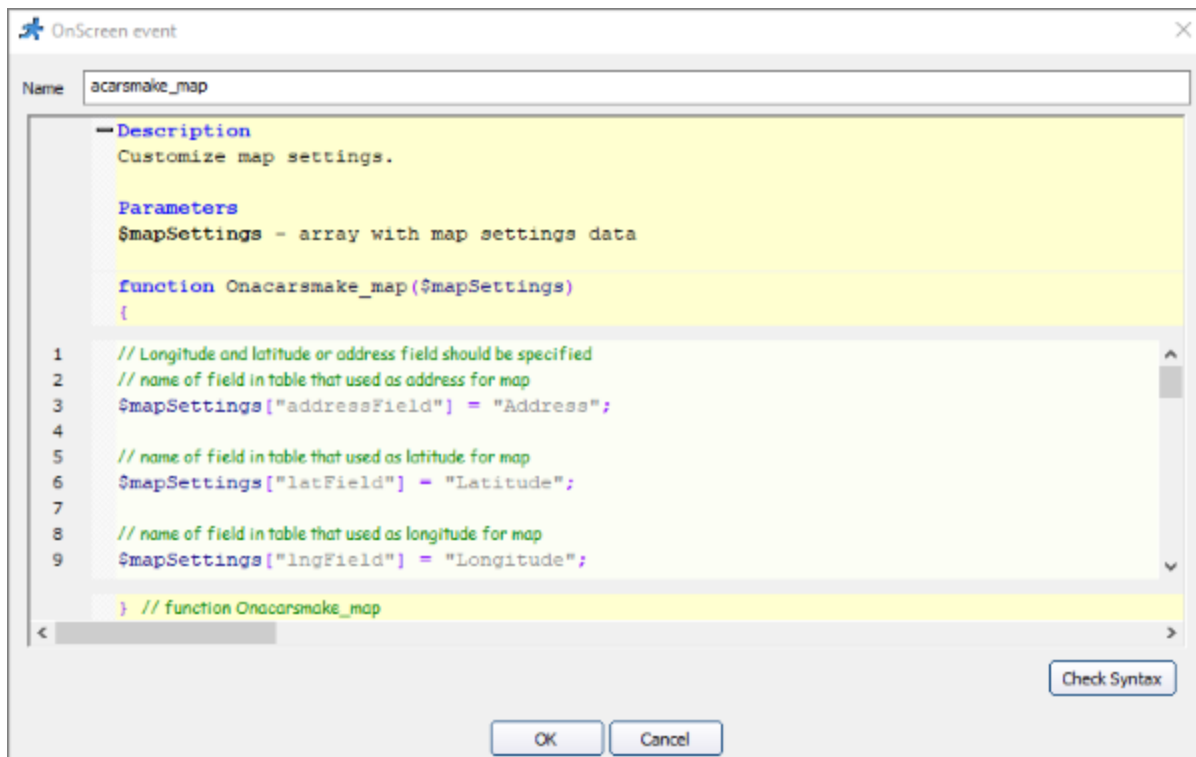 OnScreen event
Name acarsmake_map
Description
Customize map settings.
Parameters
$mapSettings - array with map settings data
function Onacarsmake_map($mapSettings)
{
1 // Longitude and latitude or address field should be specified
2 // name of field in table that used as address for map
3 $mapSettings["addressField"] = "Address";
4
5 // name of field in table that used as latitude for map
6 $mapSettings["latField"] = "Latitude";
7
8 // name of field in table that used as longitude for map
9 $mapSettings["lngField"] = "Longitude";
} // function Onacarsmake_map
Check Syntax
OK Cancel